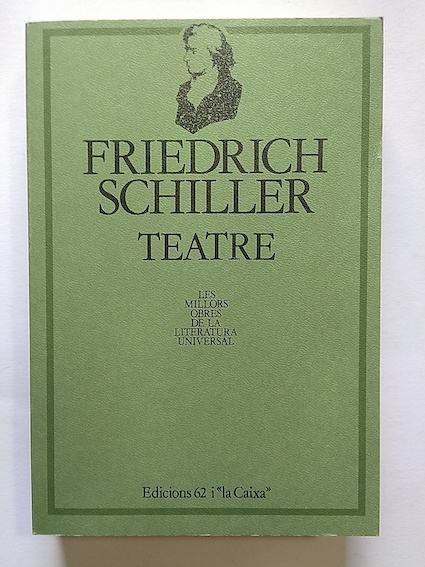 FRIEDRICH
SCHILLER
TEATRE
LES
MILLORS
OBRES
DE LA
LITERATURA
UNIVERSAL
Edicions 62 i «la Caixa»